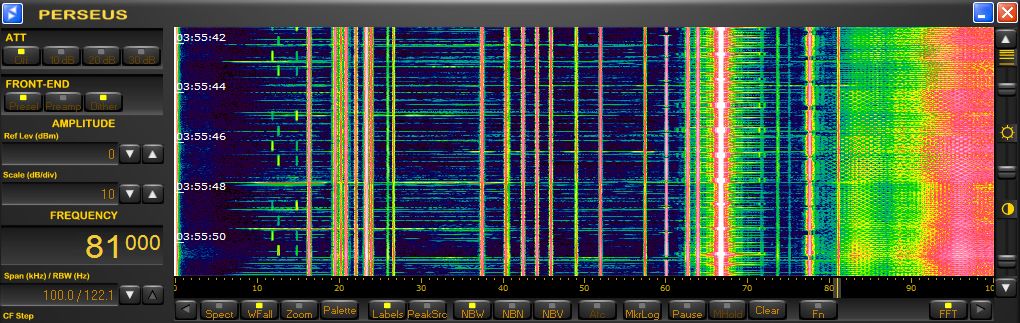 PERSEUS
ATT
Off 10 dB 20 dB 30 dB
FRONT-END
Presel Preamp Dither
AMPLITUDE
Ref Lev (dBm)
0
Scale (dB/div)
10
FREQUENCY
81000
Span (kHz) / RBW (Hz)
100.0 / 122.1
CF Step
03:55:42
03:55:44
03:55:46
03:55:48
03:55:50
0 10 20 30 40 50 60 70 80 90 10
Spect WFall Zoom Palette Labels PeakSrc NBW NBN NBV Atc MkrLog Pause MHold Clear Fn FFT